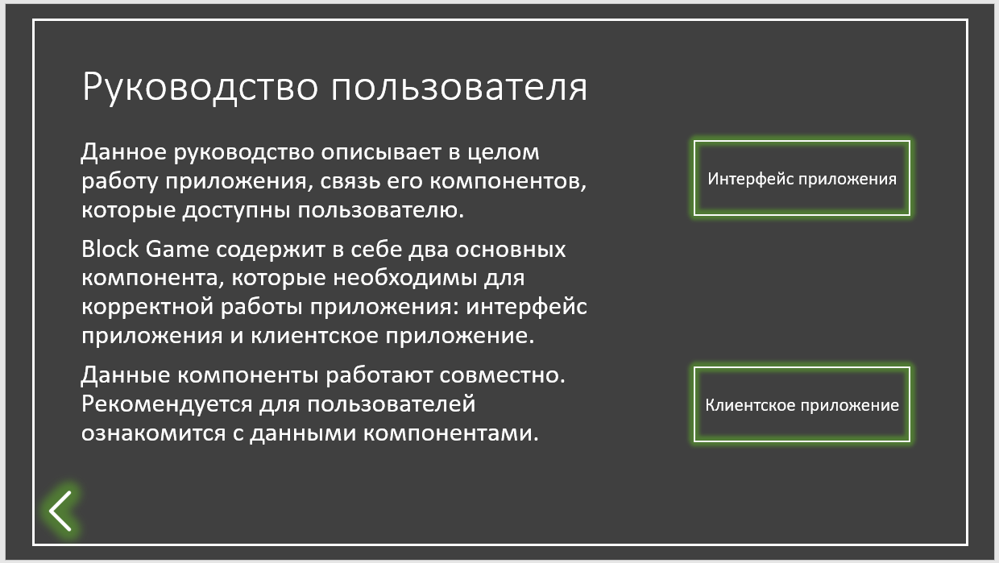 Руководство пользователя
Данное руководство описывает в целом
работу приложения, связь его компонентов,
которые доступны пользователю.
Block Game содержит в себе два основных
компонента, которые необходимы для
корректной работы приложения: интерфейс
приложения и клиентское приложение.
Данные компоненты работают совместно.
Рекомендуется для пользователей
ознакомится с данными компонентами.
Интерфейс приложения
Клиентское приложение